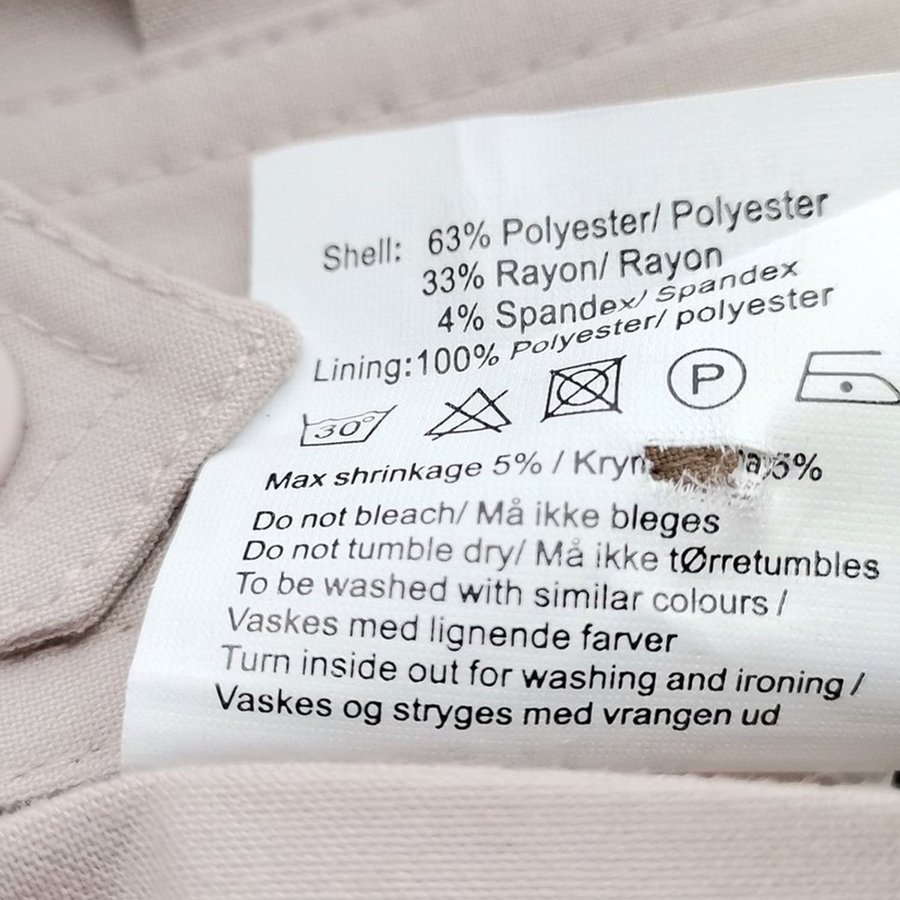 Shell: 63% Polyester/ Polyester
33% Rayon/ Rayon
4% Spandex/ Spandex
Lining:100% Polyester/ polyester
30° P
Max shrinkage 5% / 5%
Do not bleach/ Må ikke bleges
Do not tumble dry/ Må ikke tØrretumbles
To be washed with similar colours /
Vaskes med lignende farver
Turn inside out for washing and ironing /
Vaskes og stryges med vrangen ud